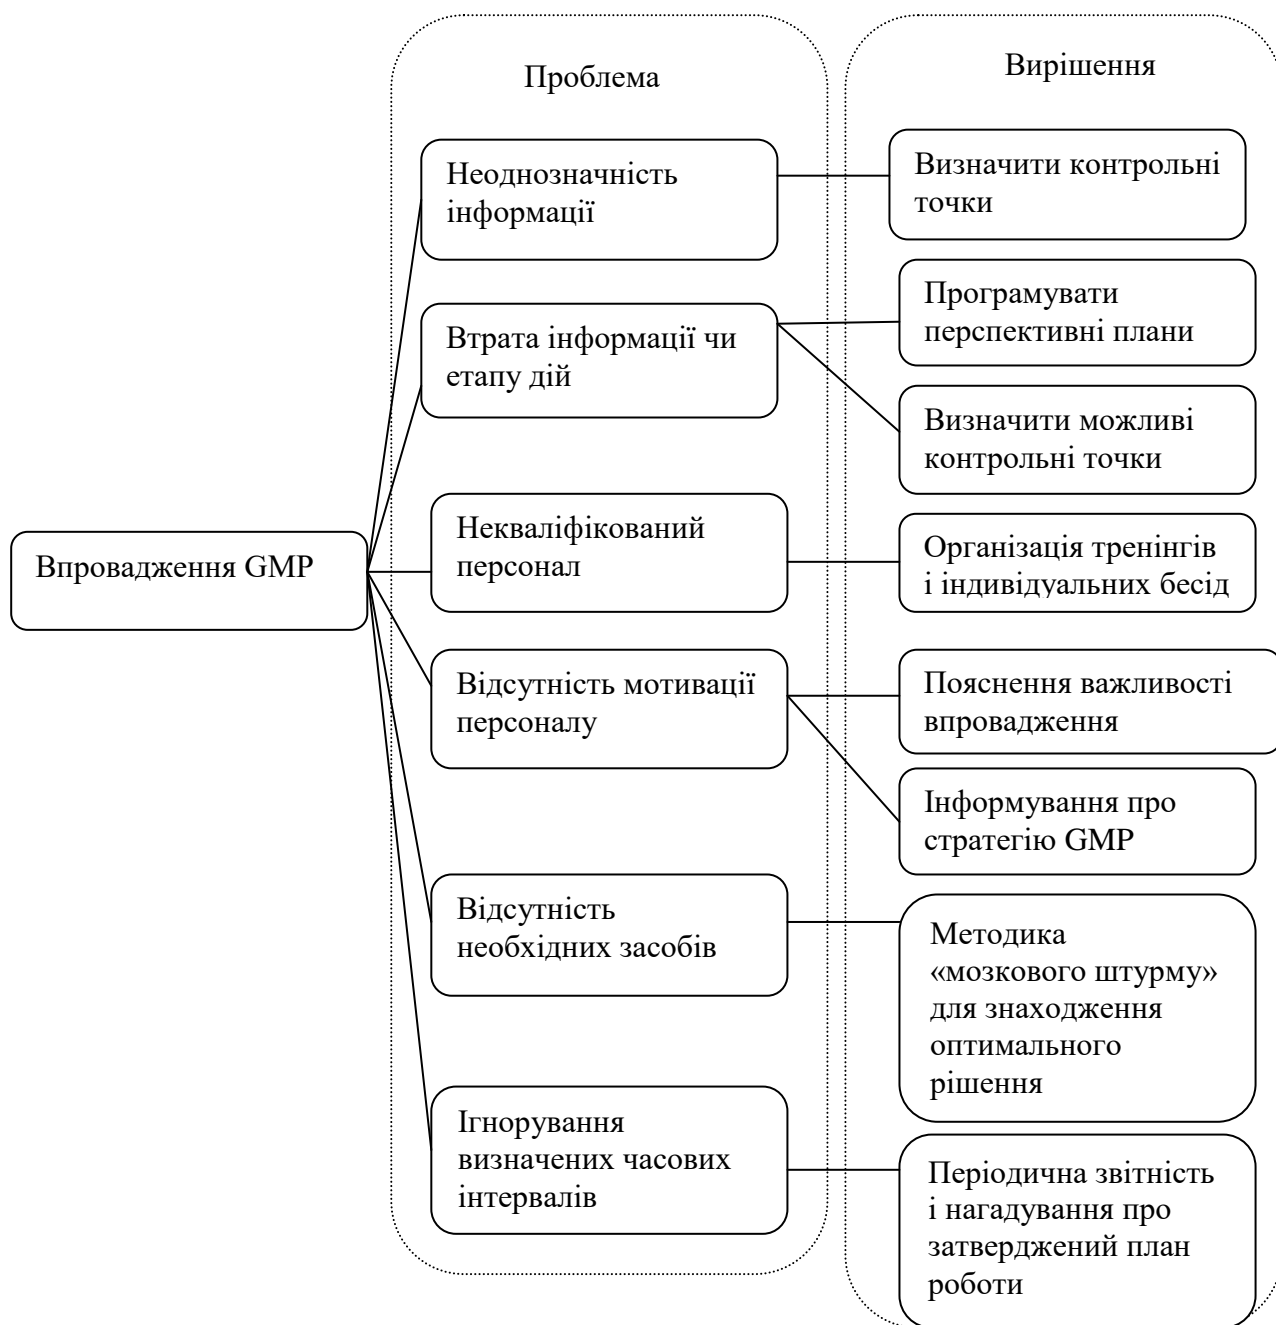 Проблема
Вирішення
Неоднозначність
інформації
Визначити контрольні
точки
Втрата інформації чи
етапу дій
Програмувати
перспективні плани
Визначити можливі
контрольні точки
Впровадження GMP
Некваліфікований
персонал
Організація тренінгів
і індивідуальних бесід
Відсутність мотивації
персоналу
Пояснення важливості
впровадження
Інформування про
стратегію GMP
Відсутність
необхідних засобів
Методика
«мозкового штурму»
для знаходження
оптимального
рішення
Ігнорування
визначених часових
інтервалів
Періодична звітність
і нагадування про
затверджений план
роботи